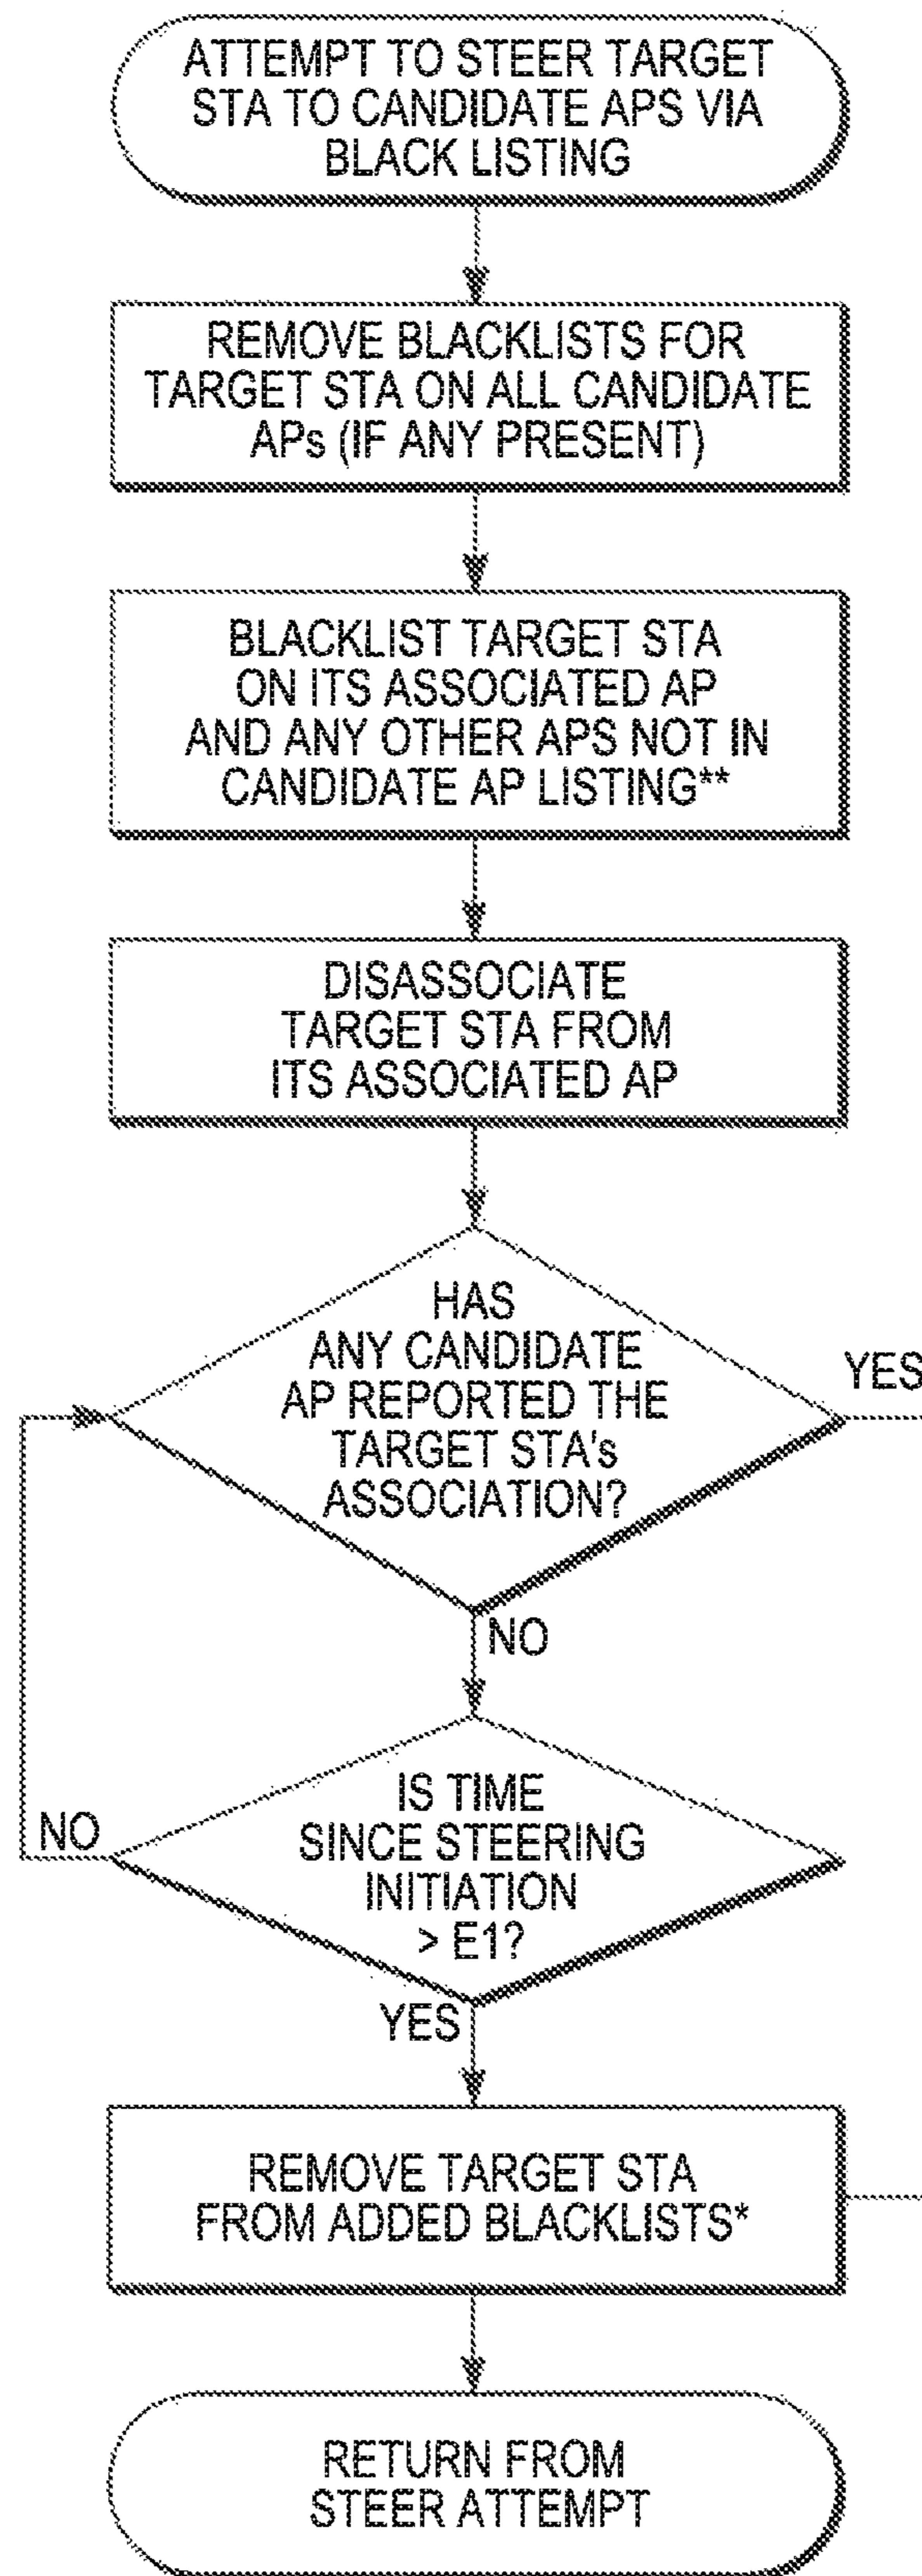 ATTEMPT TO STEER TARGET
STA TO CANDIDATE APS VIA
BLACK LISTING
REMOVE BLACKLISTS FOR
TARGET STA ON ALL CANDIDATE
APs (IF ANY PRESENT)
BLACKLIST TARGET STA
ON ITS ASSOCIATED AP
AND ANY OTHER APS NOT IN
CANDIDATE AP LISTING**
DISASSOCIATE
TARGET STA FROM
ITS ASSOCIATED AP
HAS
ANY CANDIDATE
AP REPORTED THE
TARGET STA's
ASSOCIATION?
YES
NO
IS TIME
SINCE STEERING
INITIATION
> E1?
NO
YES
REMOVE TARGET STA
FROM ADDED BLACKLISTS*
RETURN FROM
STEER ATTEMPT